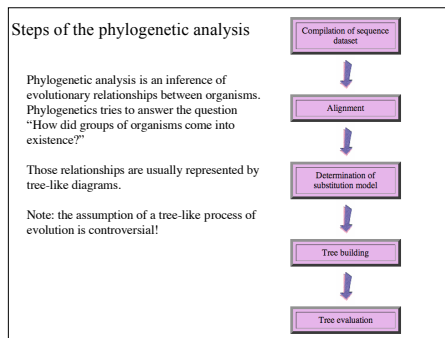 Steps of the phylogenetic analysis
Phylogenetic analysis is an inference of
evolutionary relationships between organisms.
Phylogenetics tries to answer the question
“How did groups of organisms come into
existence?”
Those relationships are usually represented by
tree-like diagrams.
Note: the assumption of a tree-like process of
evolution is controversial!
Compilation of sequence
dataset
Alignment
Determination of
substitution model
Tree building
Tree evaluation